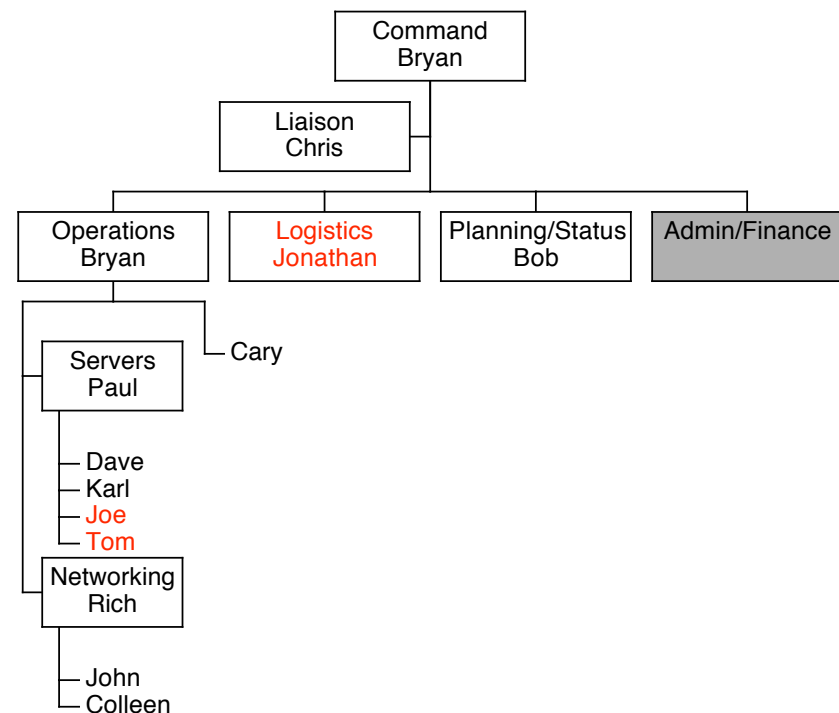 Command
Bryan
Liaison
Chris
Operations
Bryan
Logistics
Jonathan
Planning/Status
Bob
Admin/Finance
Cary
Servers
Paul
Dave
Karl
Joe
Tom
Networking
Rich
John
Colleen